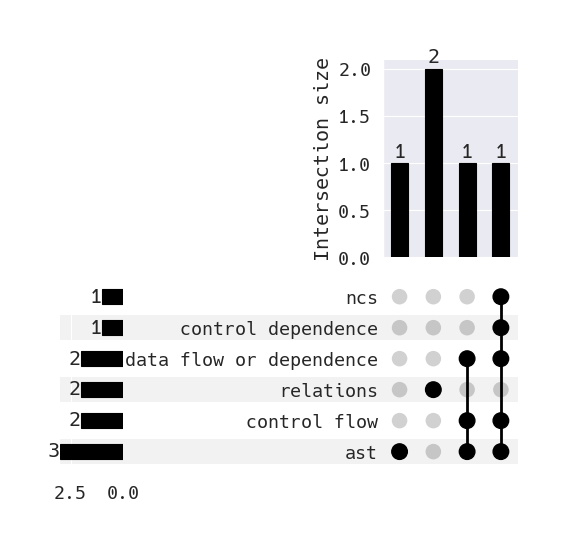 2
2.0
1.5
1 1 1
1.0
0.5
0.0
Intersection size
1 ncs
1 control dependence
2 data flow or dependence
2 relations
2 control flow
3 ast
2.5 0.0